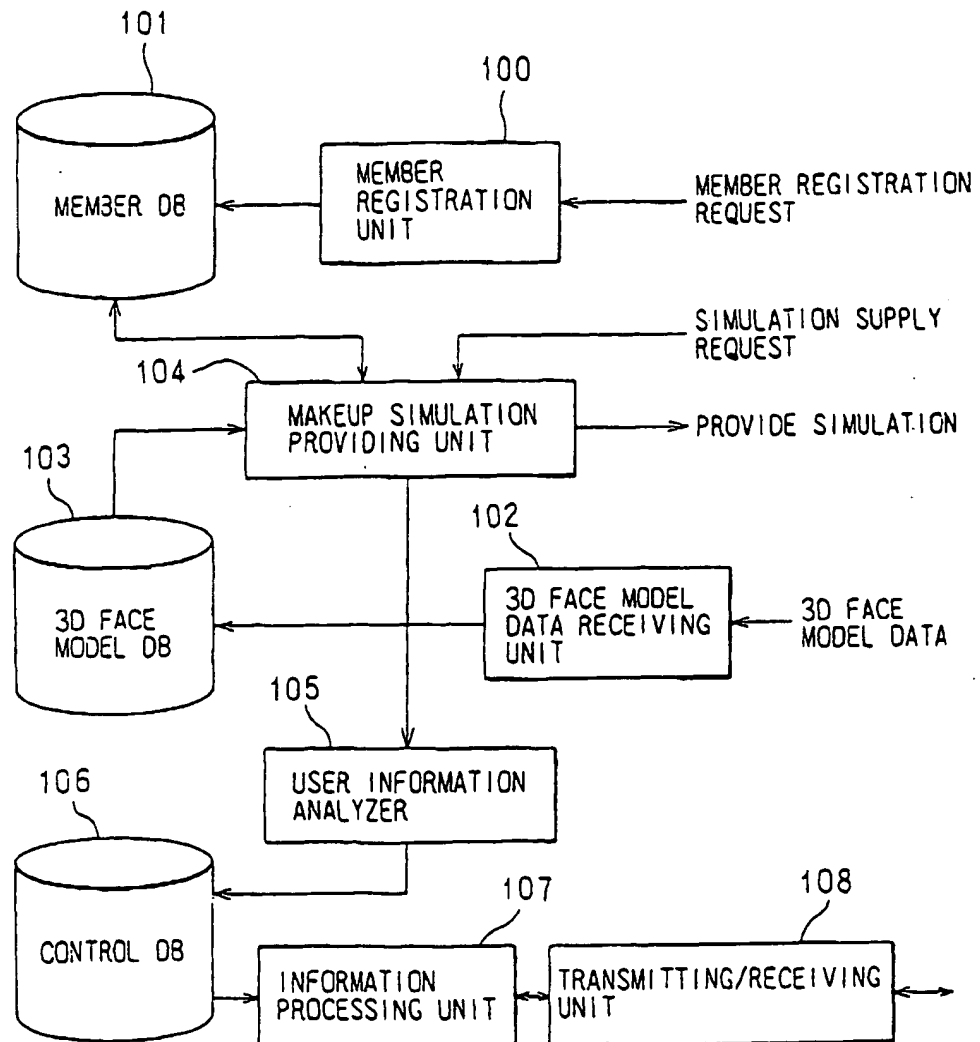 101
100
MEMBER DB
MEMBER
REGISTRATION
UNIT
MEMBER REGISTRATION
REQUEST
SIMULATION SUPPLY
REQUEST
104
MAKEUP SIMULATION
PROVIDING UNIT
PROVIDE SIMULATION
103
102
3D FACE
MODEL DB
3D FACE MODEL
DATA RECEIVING
UNIT
3D FACE
MODEL DATA
105
USER INFORMATION
ANALYZER
106
107
108
CONTROL DB
INFORMATION
PROCESSING UNIT
TRANSMITTING/RECEIVING
UNIT